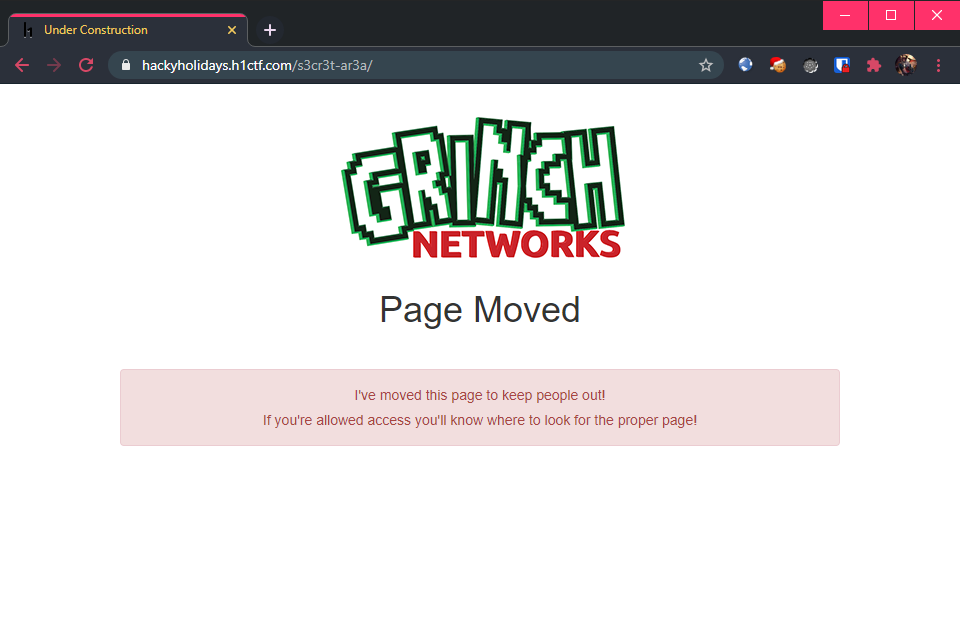 Under Construction
hackyholidays.h1ctf.com/s3cr3t-ar3a/
GRINCH
NETWORKS
Page Moved
I've moved this page to keep people out!
If you're allowed access you'll know where to look for the proper page!